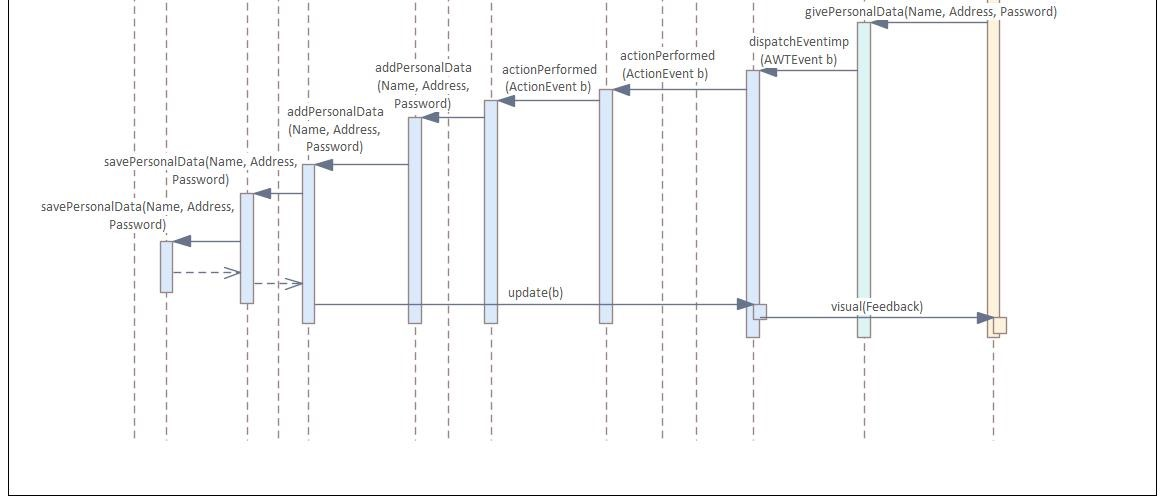 givePersonalData(Name, Address, Password)
dispatchEventimp
(AWTEvent b)
actionPerformed
(ActionEvent b)
actionPerformed
(ActionEvent b)
addPersonalData
(Name, Address,
Password)
addPersonalData
(Name, Address,
Password)
savePersonalData(Name, Address,
Password)
savePersonalData(Name, Address,
Password)
update(b)
visual(Feedback)